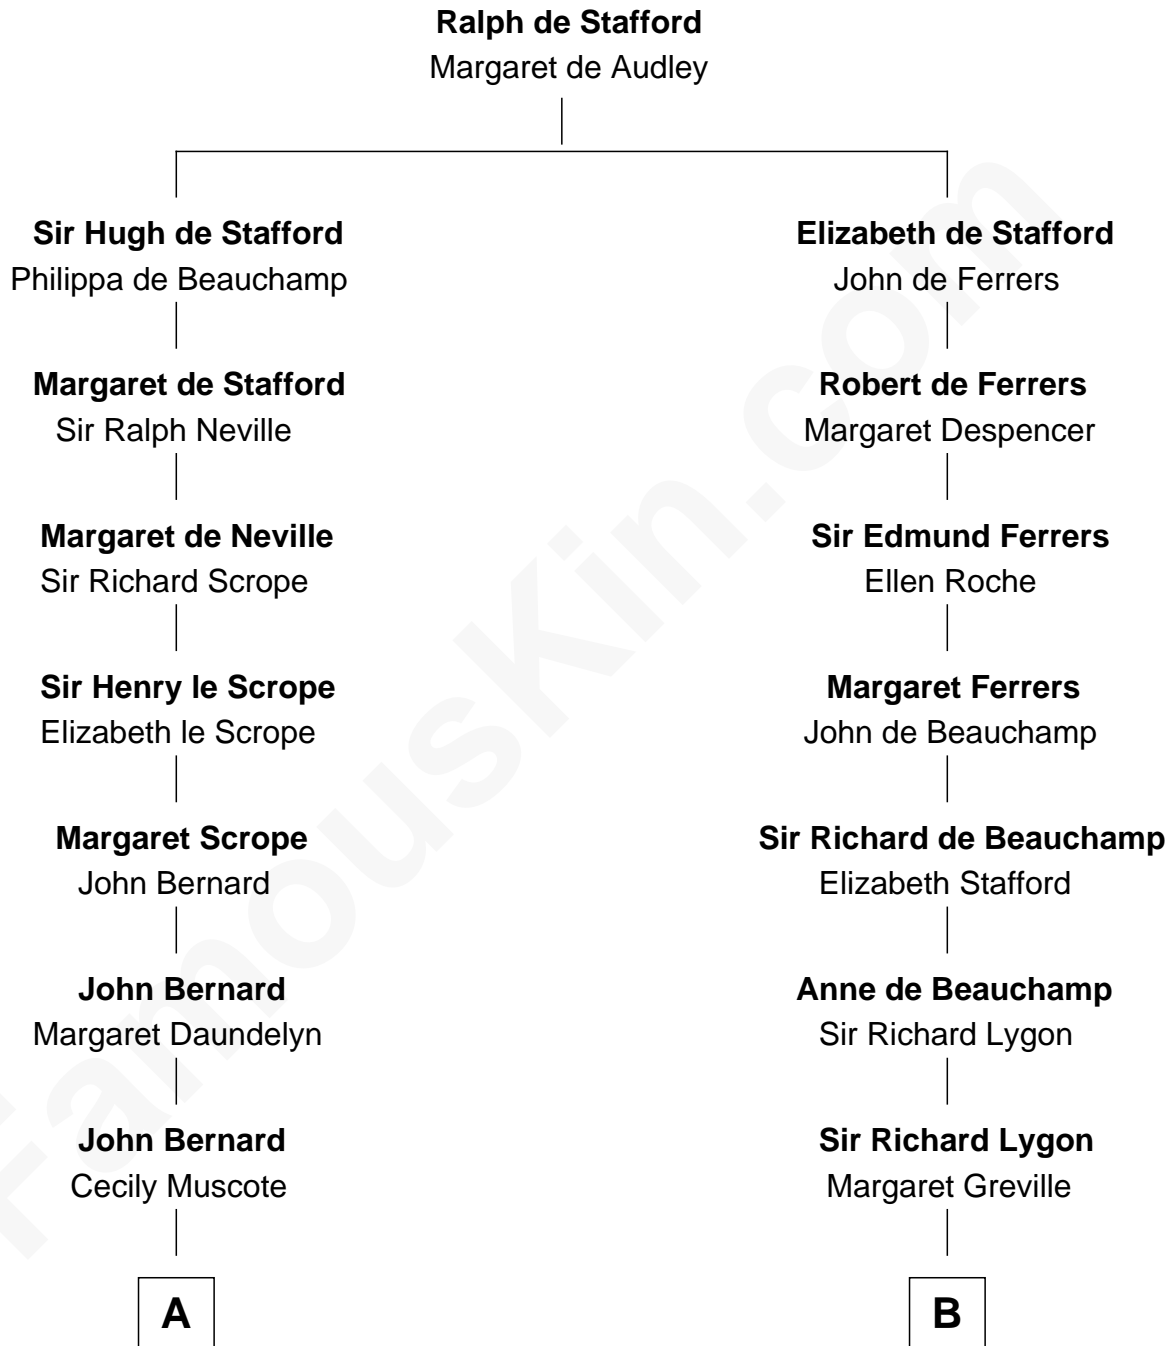 Ralph de Stafford
Margaret de Audley
Sir Hugh de Stafford
Philippa de Beauchamp
Elizabeth de Stafford
John de Ferrers
Margaret de Stafford
Sir Ralph Neville
Robert de Ferrers
Margaret Despencer
Margaret de Neville
Sir Richard Scrope
Sir Edmund Ferrers
Ellen Roche
Sir Henry le Scrope
Elizabeth le Scrope
Margaret Ferrers
John de Beauchamp
Margaret Scrope
John Bernard
Sir Richard de Beauchamp
Elizabeth Stafford
John Bernard
Margaret Daundelyn
Anne de Beauchamp
Sir Richard Lygon
John Bernard
Cecily Muscote
Sir Richard Lygon
Margaret Greville
A
B
FamousKin.com